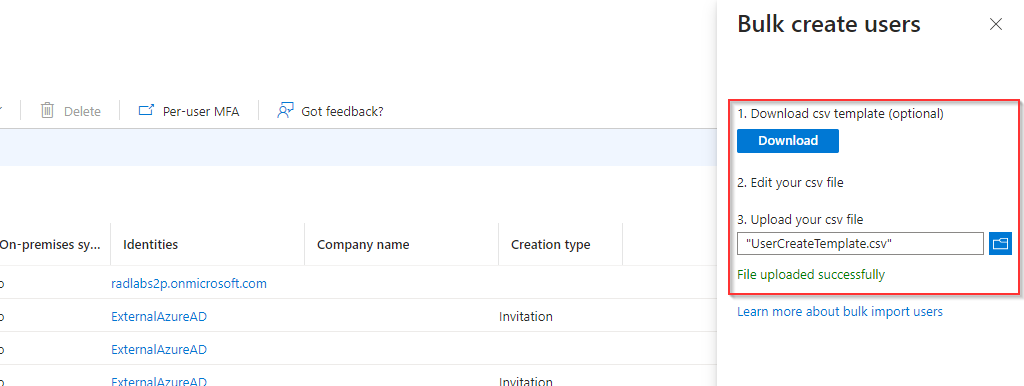 Bulk create users
Delete
Per-user MFA
Got feedback?
1. Download csv template (optional)
Download
2. Edit your csv file
3. Upload your csv file
"UserCreateTemplate.csv"
File uploaded successfully
Learn more about bulk import users
On-premises sy... Identities Company name Creation type
o radlabs2p.onmicrosoft.com
o ExternalAzureAD Invitation
o ExternalAzureAD
o ExternalAzureAD Invitation